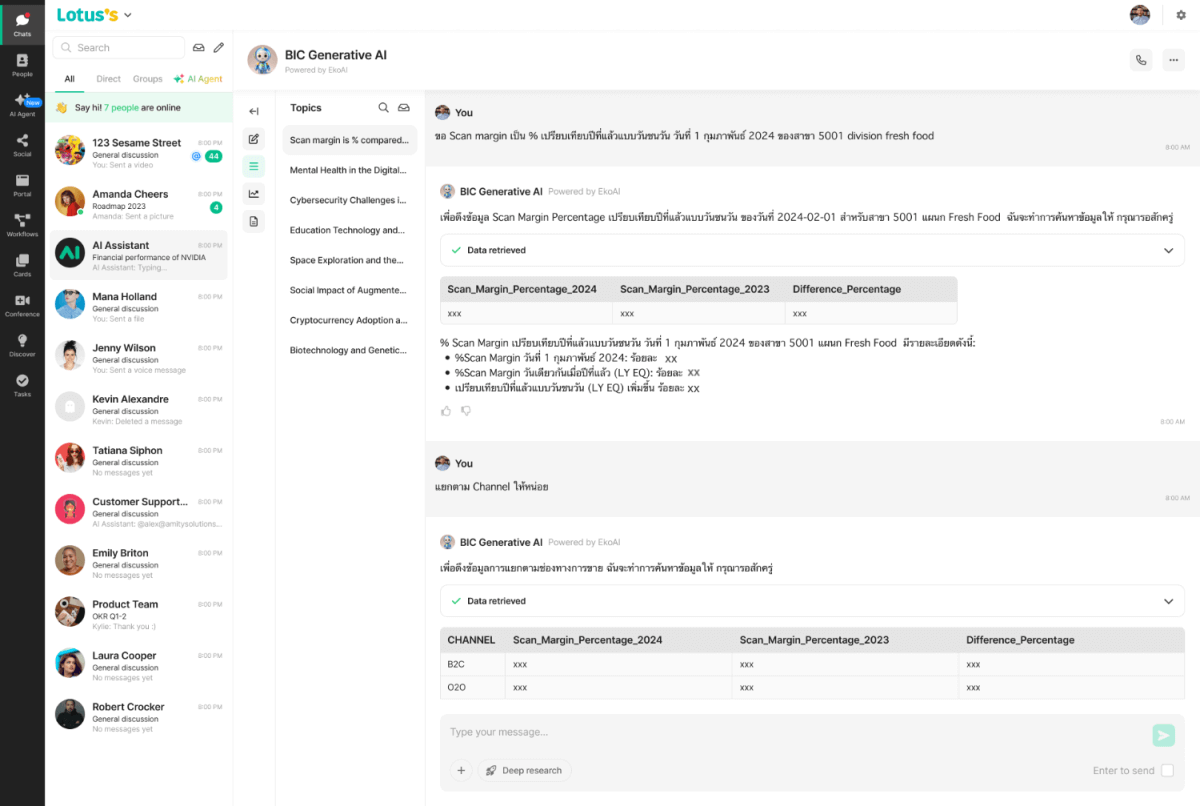 Chats
People
New
AI Agent
Social
Portal
Workflows
Cards
Conference
Discover
Tasks
Lotus's
Search
All Direct Groups AI Agent
Say hi! 7 people are online
123 Sesame Street 8:00 PM
General discussion
You: Sent a video 44
Amanda Cheers 8:00 PM
Roadmap 2023
Amanda: Sent a picture 4
AI Assistant 8:00 PM
Financial performance of NVIDIA
AI Assistant: Typing...
Mana Holland 8:00 PM
General discussion
You: Sent a file
Jenny Wilson 8:00 PM
General discussion
You: Sent a voice message
Kevin Alexandre 8:00 PM
General discussion
Kevin: Deleted a message
Tatiana Siphon 8:00 PM
General discussion
No messages yet
Customer Support... 8:00 PM
General discussion
AI Assistant: @alex@amitysolutions...
Emily Briton 8:00 PM
General discussion
No messages yet
Product Team 8:00 PM
OKR Q1-2
Kylie: Thank you :)
Laura Cooper 8:00 PM
General discussion
No messages yet
Robert Crocker 8:00 PM
General discussion
No messages yet
BIC Generative AI
Powered by EkoAI
Topics
Scan margin is % compared...
Mental Health in the Digital...
Cybersecurity Challenges i...
Education Technology and...
Space Exploration and the...
Social Impact of Augmente...
Cryptocurrency Adoption a...
Biotechnology and Genetic...
You
ขอ Scan margin เป็น % เปรียบเทียบปีที่แล้วแบบวันชนวัน วันที่ 1 กุมภาพันธ์ 2024 ของสาขา 5001 division fresh food
8:00 AM
BIC Generative AI Powered by EkoAI
เพื่อดึงข้อมูล Scan Margin Percentage เปรียบเทียบปีที่แล้วแบบวันชนวัน ของวันที่ 2024-02-01 สำหรับสาขา 5001 แผนก Fresh Food ฉันจะทำการค้นหาข้อมูลให้ กรุณารอสักครู่
Data retrieved
Scan_Margin_Percentage_2024 Scan_Margin_Percentage_2023 Difference_Percentage
xxx xxx xxx
% Scan Margin เปรียบเทียบปีที่แล้วแบบวันชนวัน วันที่ 1 กุมภาพันธ์ 2024 ของสาขา 5001 แผนก Fresh Food มีรายละเอียดดังนี้:
• %Scan Margin วันที่ 1 กุมภาพันธ์ 2024: ร้อยละ xx
• %Scan Margin วันเดียวกันเมื่อปีที่แล้ว (LY EQ): ร้อยละ xx
• เปรียบเทียบปีที่แล้วแบบวันชนวัน (LY EQ) เพิ่มขึ้น ร้อยละ xx
8:00 AM
You
แยกตาม Channel ให้หน่อย
8:00 AM
BIC Generative AI Powered by EkoAI
เพื่อดึงข้อมูลการแยกตามช่องทางการขาย ฉันจะทำการค้นหาข้อมูลให้ กรุณารอสักครู่
Data retrieved
CHANNEL Scan_Margin_Percentage_2024 Scan_Margin_Percentage_2023 Difference_Percentage
B2C xxx xxx xxx
O2O xxx xxx xxx
Type your message...
Deep research
Enter to send